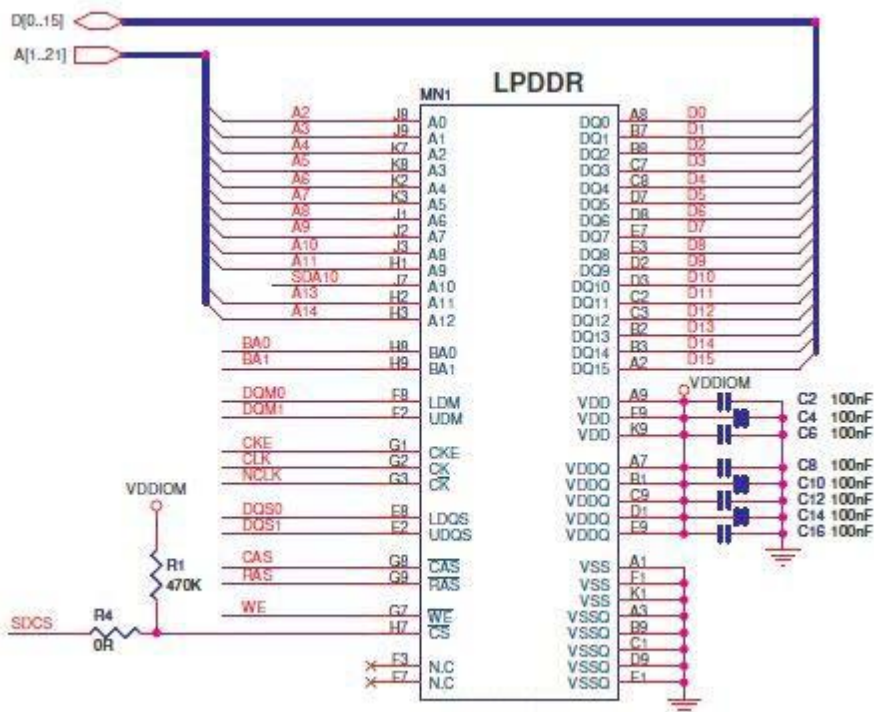 D[0..15]
A[1..21]
LPDDR
MN1
A2 J8 A0 DQ0 A8 D0
A3 J9 A1 DQ1 B7 D1
A4 K7 A2 DQ2 B8 D2
A5 K8 A3 DQ3 C7 D3
A6 K2 A4 DQ4 C8 D4
A7 K3 A5 DQ5 D7 D5
A8 J1 A6 DQ6 D8 D6
A9 J2 A7 DQ7 E7 D7
A10 J3 A8 DQ8 E3 D8
A11 H1 A9 DQ9 D2 D9
SDA10 J7 A10 DQ10 D3 D10
A13 H2 A11 DQ11 C2 D11
A14 H3 A12 DQ12 C3 D12
DQ13 B2 D13
BA0 H8 BA0 DQ14 B3 D14
BA1 H9 BA1 DQ15 A2 D15
VDDIOM
DQM0 F8 LDM VDD A9 C2 100nF
DQM1 F2 UDM VDD F9 C4 100nF
VDD K9 C6 100nF
CKE G1 CKE
CLK G2 CK VDDQ A7 C8 100nF
NCLK G3 CK VDDQ B1 C10 100nF
VDDIOM VDDQ C9 C12 100nF
DQS0 E8 LDQS VDDQ D1 C14 100nF
DQS1 E2 UDQS VDDQ E9 C16 100nF
CAS G8 CAS VSS A1
RAS G9 RAS VSS F1
R1 470K
VSS K1
WE G7 WE VSSQ A3
SDCS R4 0R H7 CS VSSQ B9
VSSQ C1
F3 N.C VSSQ D9
F7 N.C VSSQ E1